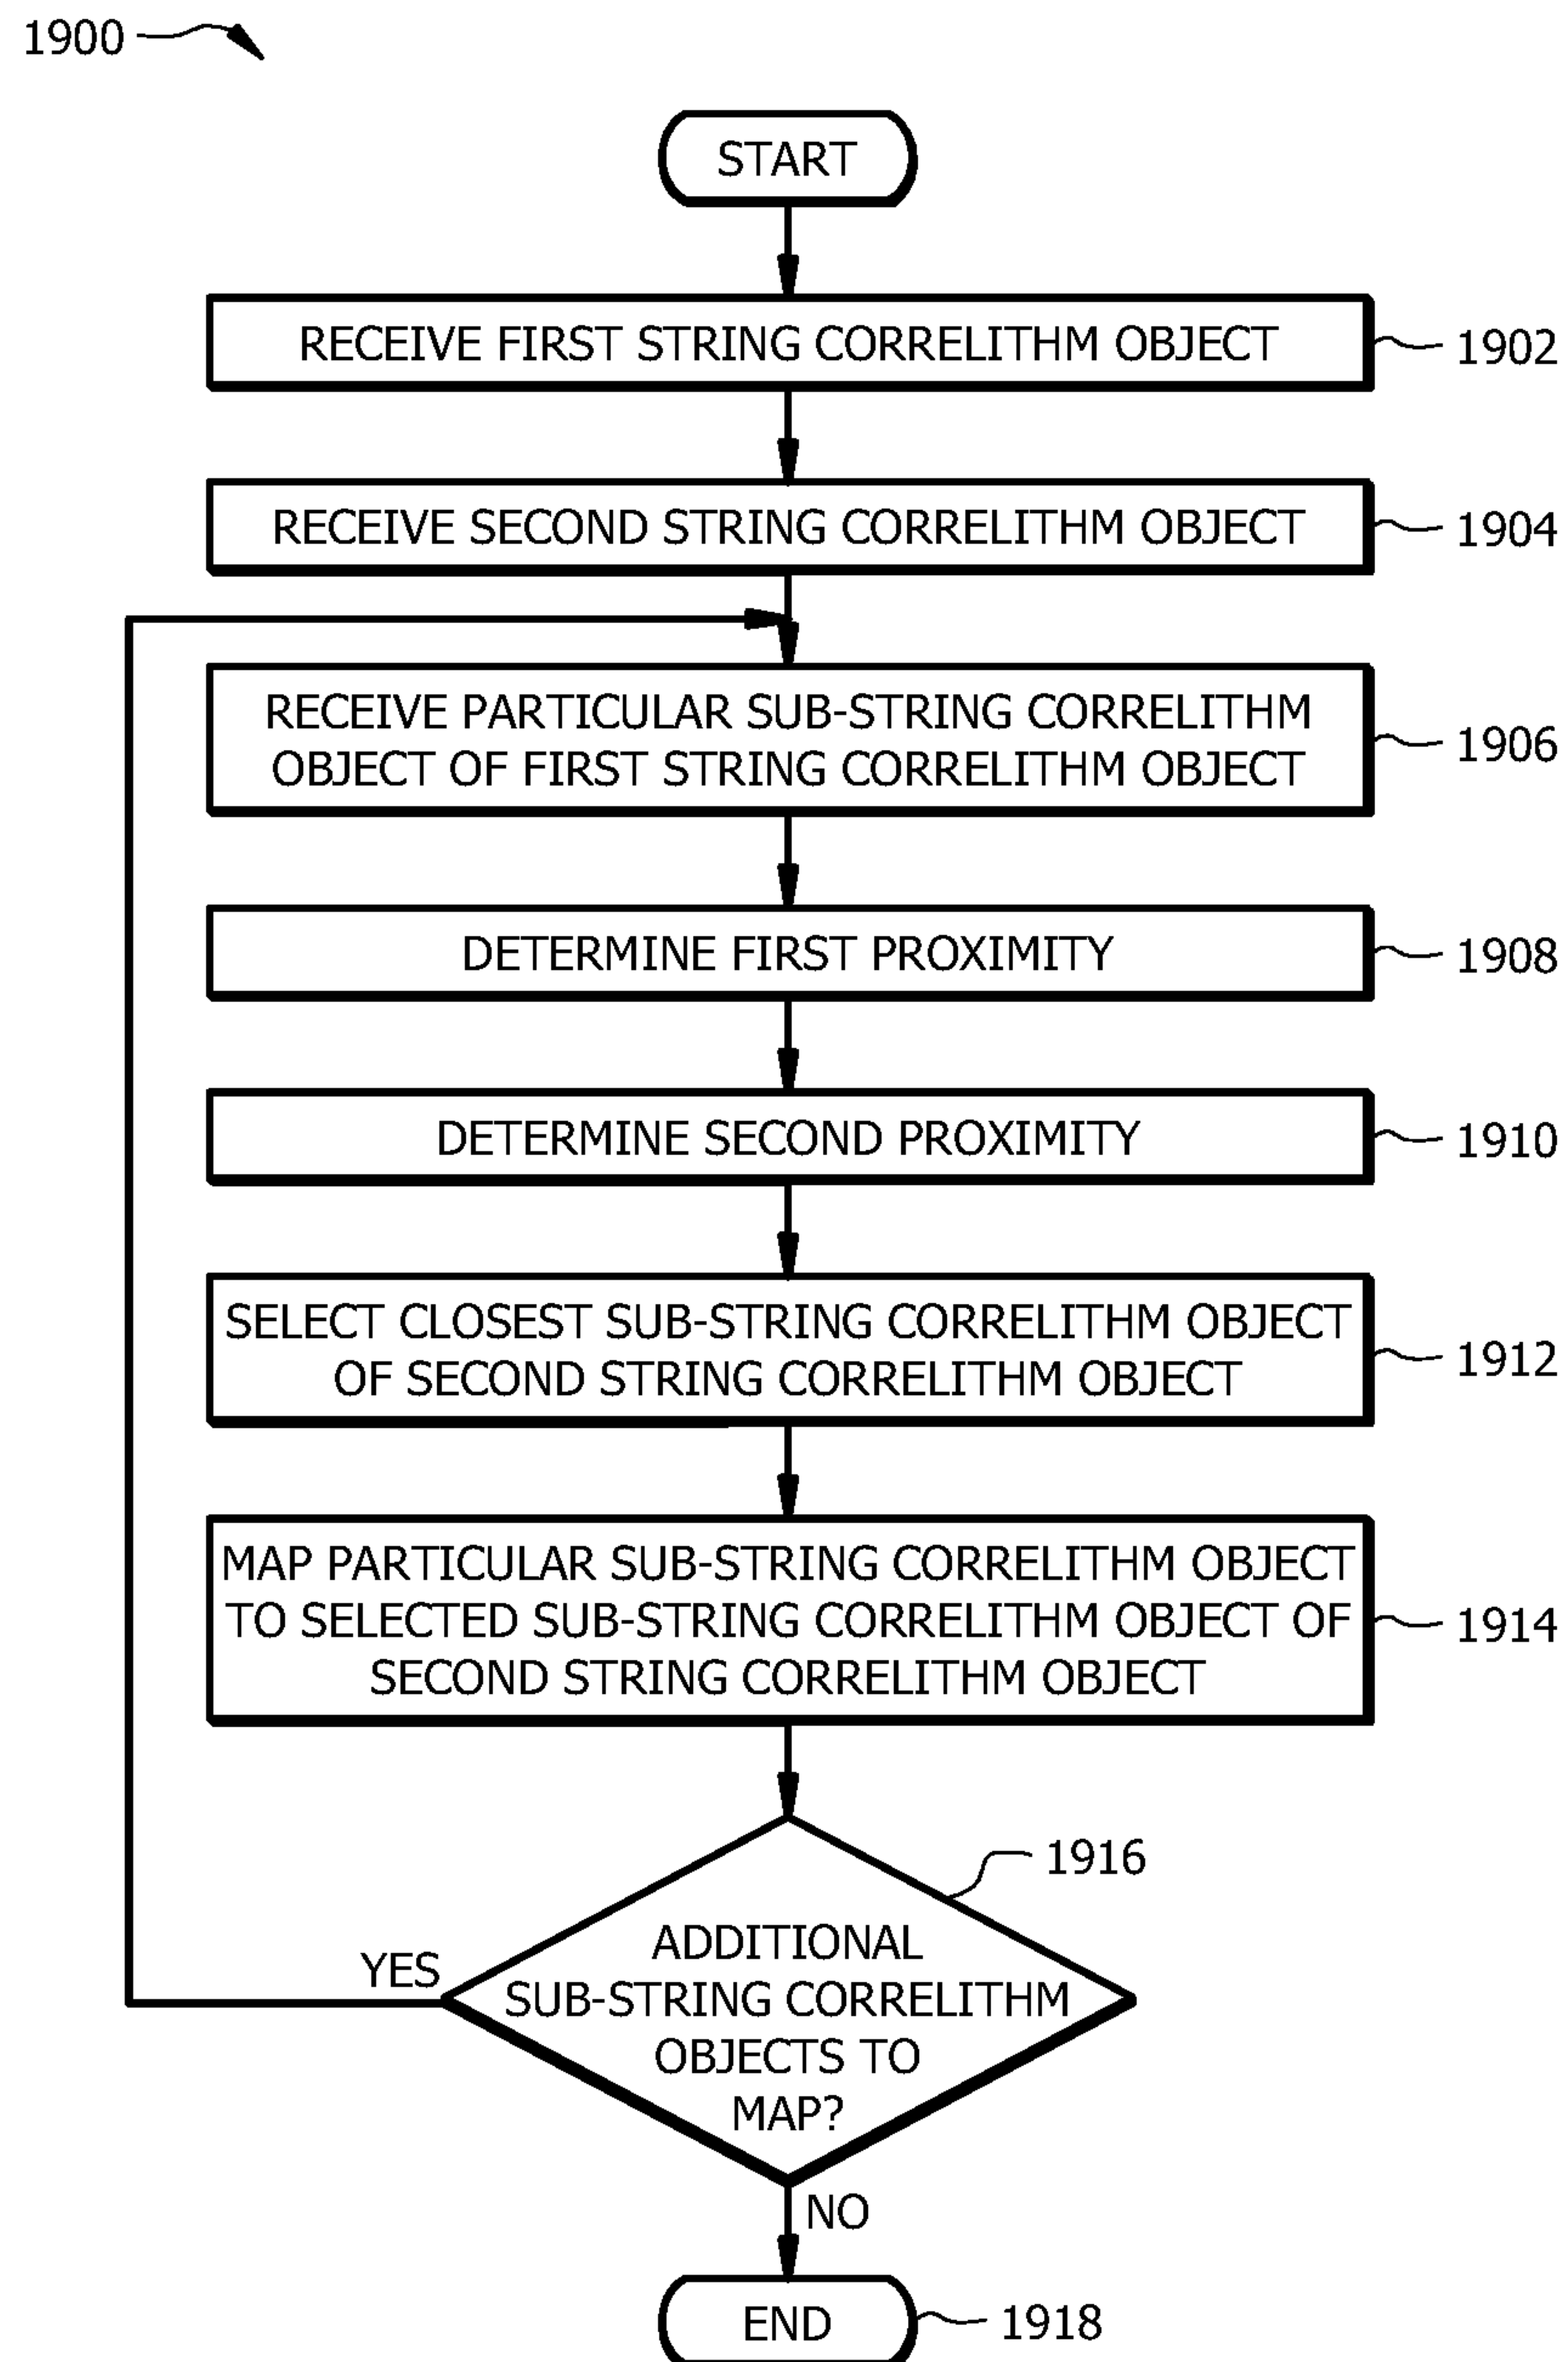 1900
START
RECEIVE FIRST STRING CORRELITHM OBJECT
1902
RECEIVE SECOND STRING CORRELITHM OBJECT
1904
RECEIVE PARTICULAR SUB-STRING CORRELITHM
OBJECT OF FIRST STRING CORRELITHM OBJECT
1906
DETERMINE FIRST PROXIMITY
1908
DETERMINE SECOND PROXIMITY
1910
SELECT CLOSEST SUB-STRING CORRELITHM OBJECT
OF SECOND STRING CORRELITHM OBJECT
1912
MAP PARTICULAR SUB-STRING CORRELITHM OBJECT
TO SELECTED SUB-STRING CORRELITHM OBJECT OF
SECOND STRING CORRELITHM OBJECT
1914
1916
ADDITIONAL
SUB-STRING CORRELITHM
OBJECTS TO
MAP?
YES
NO
END
1918